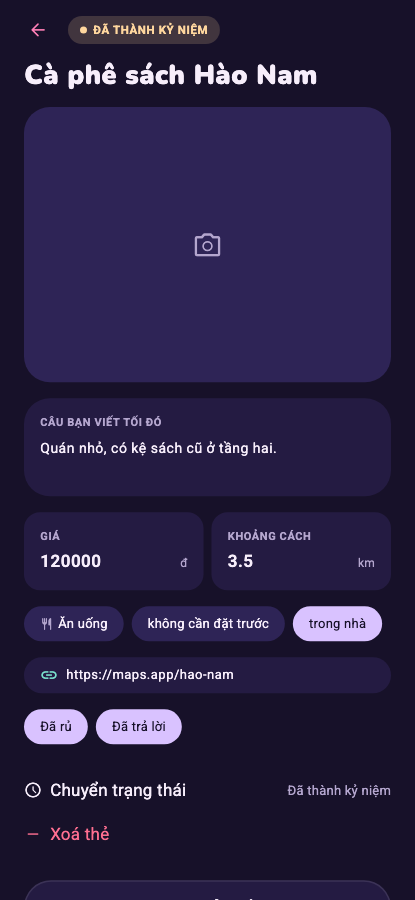 ĐÃ THÀNH KỶ NIỆM
Cà phê sách Hào Nam
CÂU BẠN VIẾT TỐI ĐÓ
Quán nhỏ, có kệ sách cũ ở tầng hai.
GIÁ
120000 đ
KHOẢNG CÁCH
3.5 km
Ăn uống
không cần đặt trước
trong nhà
https://maps.app/hao-nam
Đã rủ
Đã trả lời
Chuyển trạng thái
Đã thành kỷ niệm
Xoá thẻ